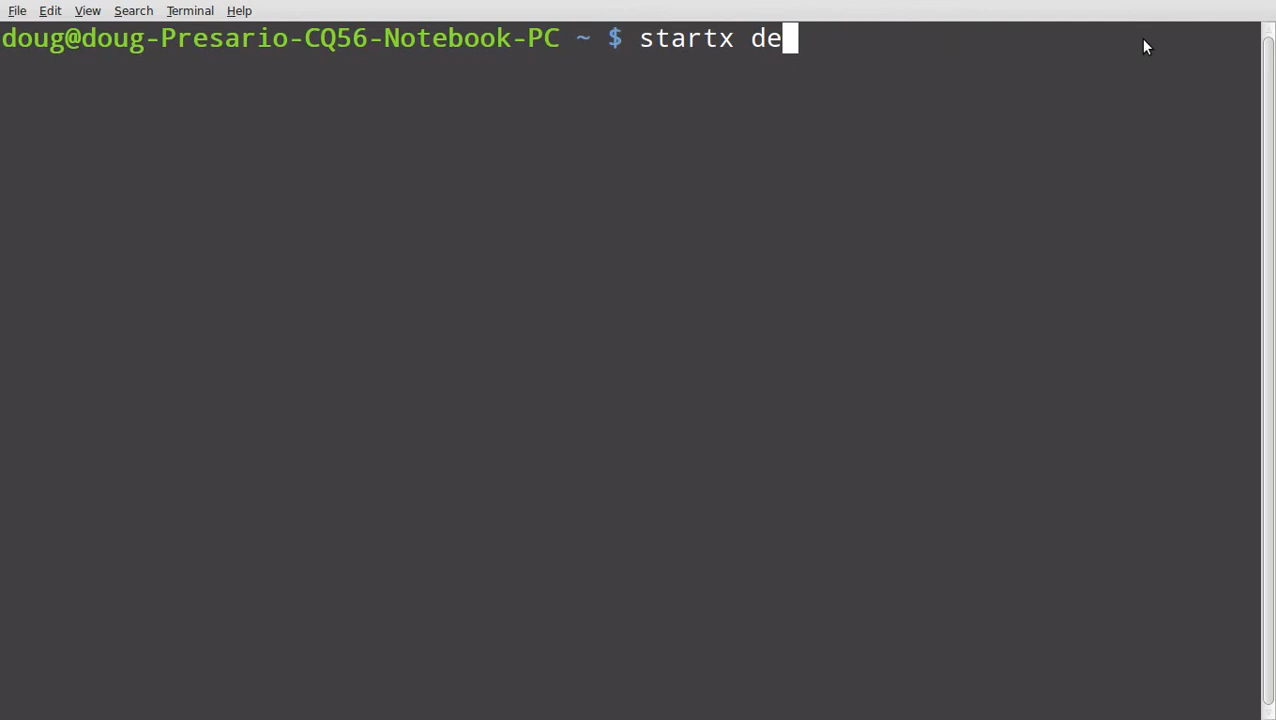 File Edit View Search Terminal Help
doug@doug-Presario-CQ56-Notebook-PC ~ $ startx de